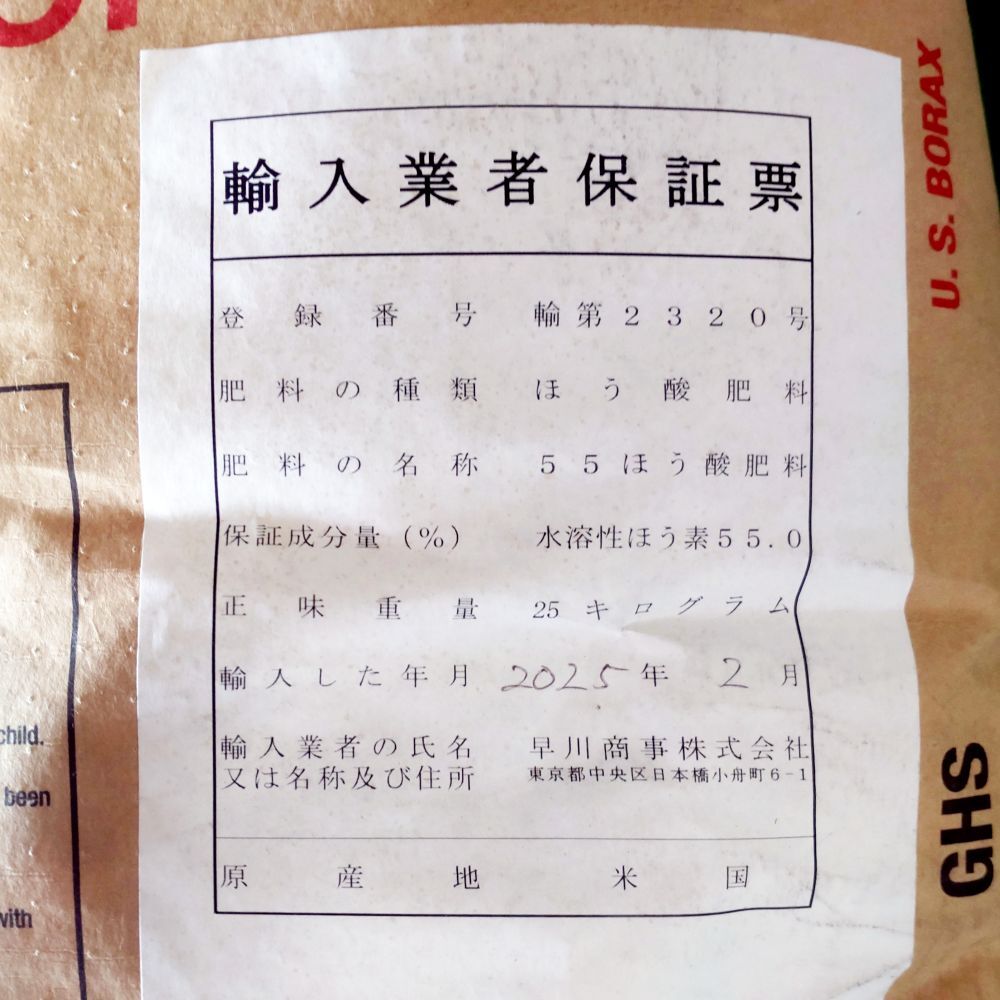 輸入業者保証票
登録番号 輸第2320号
肥料の種類 ほう酸肥料
肥料の名称 55ほう酸肥料
保証成分量(%) 水溶性ほう素55.0
正味重量 25キログラム
輸入した年月 2025年 2月
輸入業者の氏名 早川商事株式会社
又は名称及び住所 東京都中央区日本橋小舟町6-1
原産地 米国
U. S. BORAX
GHS
child.
been
with